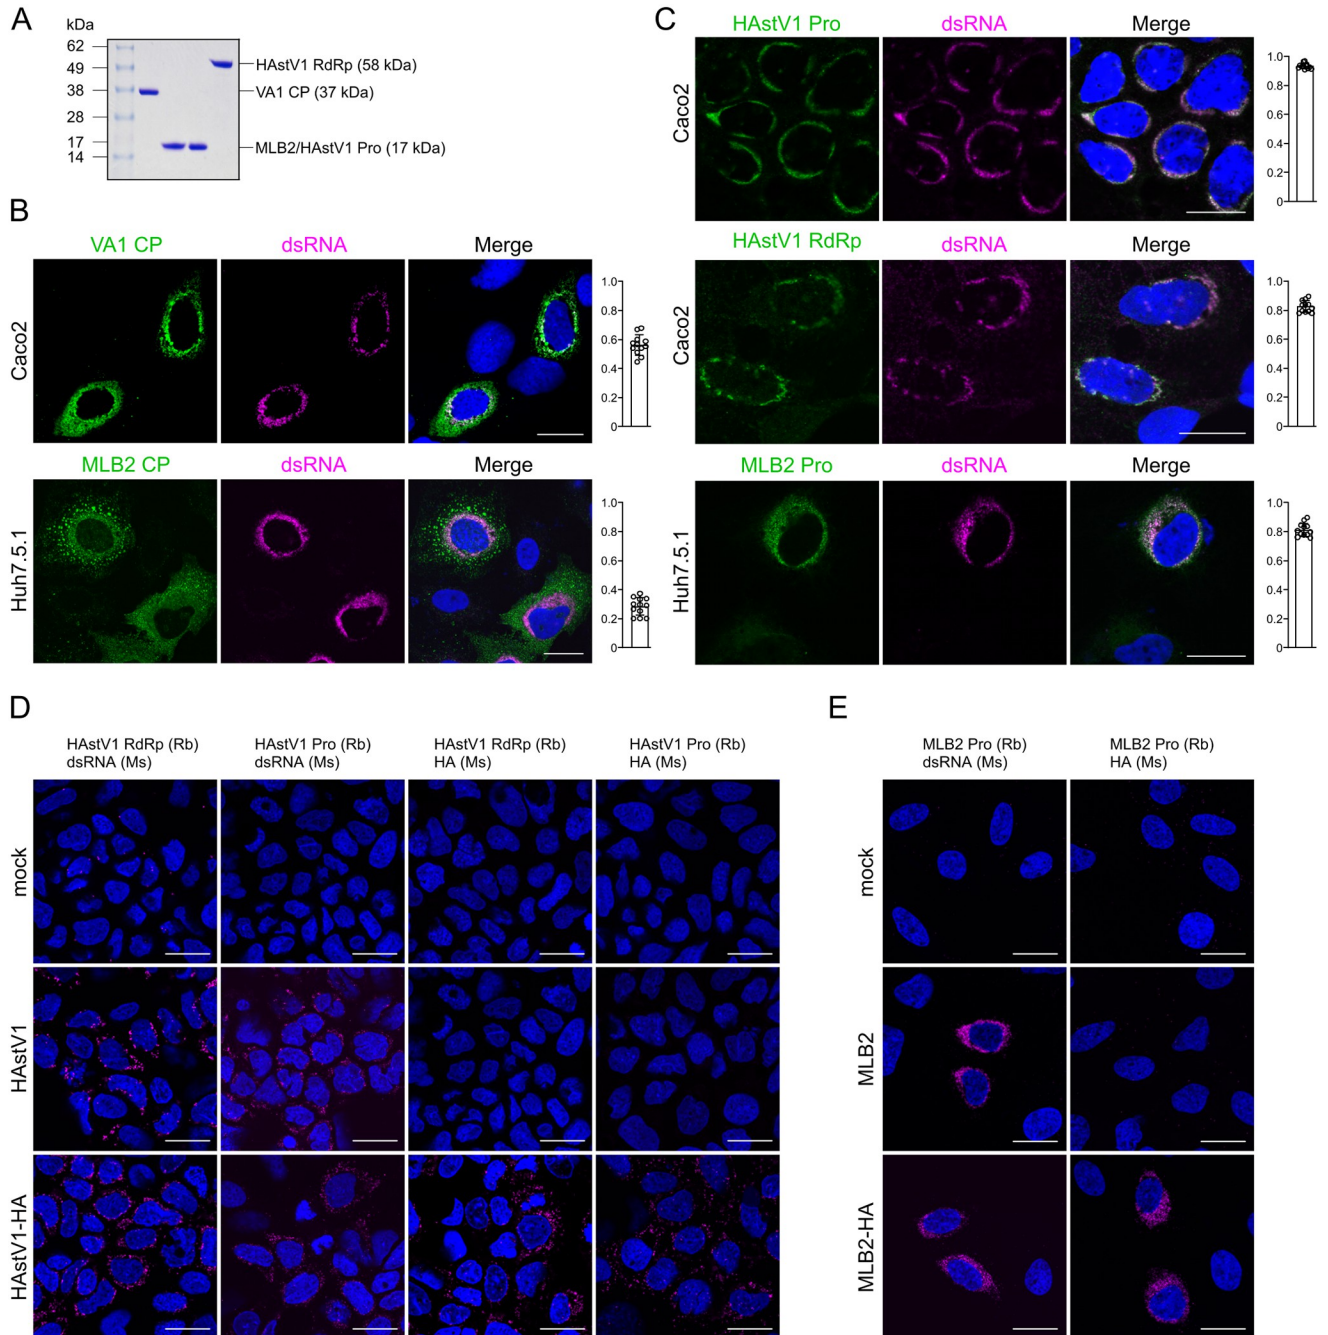 A
kDa
62
49
38
28
17
14
HAstV1 RdRp (58 kDa)
VA1 CP (37 kDa)
MLB2/HAstV1 Pro (17 kDa)
B
VA1 CP
dsRNA
Merge
Caco2
1.0
0.8
0.6
0.4
0.2
0
MLB2 CP
dsRNA
Merge
Huh7.5.1
1.0
0.8
0.6
0.4
0.2
0
C
HAstV1 Pro
dsRNA
Merge
Caco2
1.0
0.8
0.6
0.4
0.2
0
HAstV1 RdRp
dsRNA
Merge
Caco2
1.0
0.8
0.6
0.4
0.2
0
MLB2 Pro
dsRNA
Merge
Huh7.5.1
1.0
0.8
0.6
0.4
0.2
0
D
HAstV1 RdRp (Rb)
dsRNA (Ms)
HAstV1 Pro (Rb)
dsRNA (Ms)
HAstV1 RdRp (Rb)
HA (Ms)
HAstV1 Pro (Rb)
HA (Ms)
mock
HAstV1
HAstV1-HA
E
MLB2 Pro (Rb)
dsRNA (Ms)
MLB2 Pro (Rb)
HA (Ms)
mock
MLB2
MLB2-HA